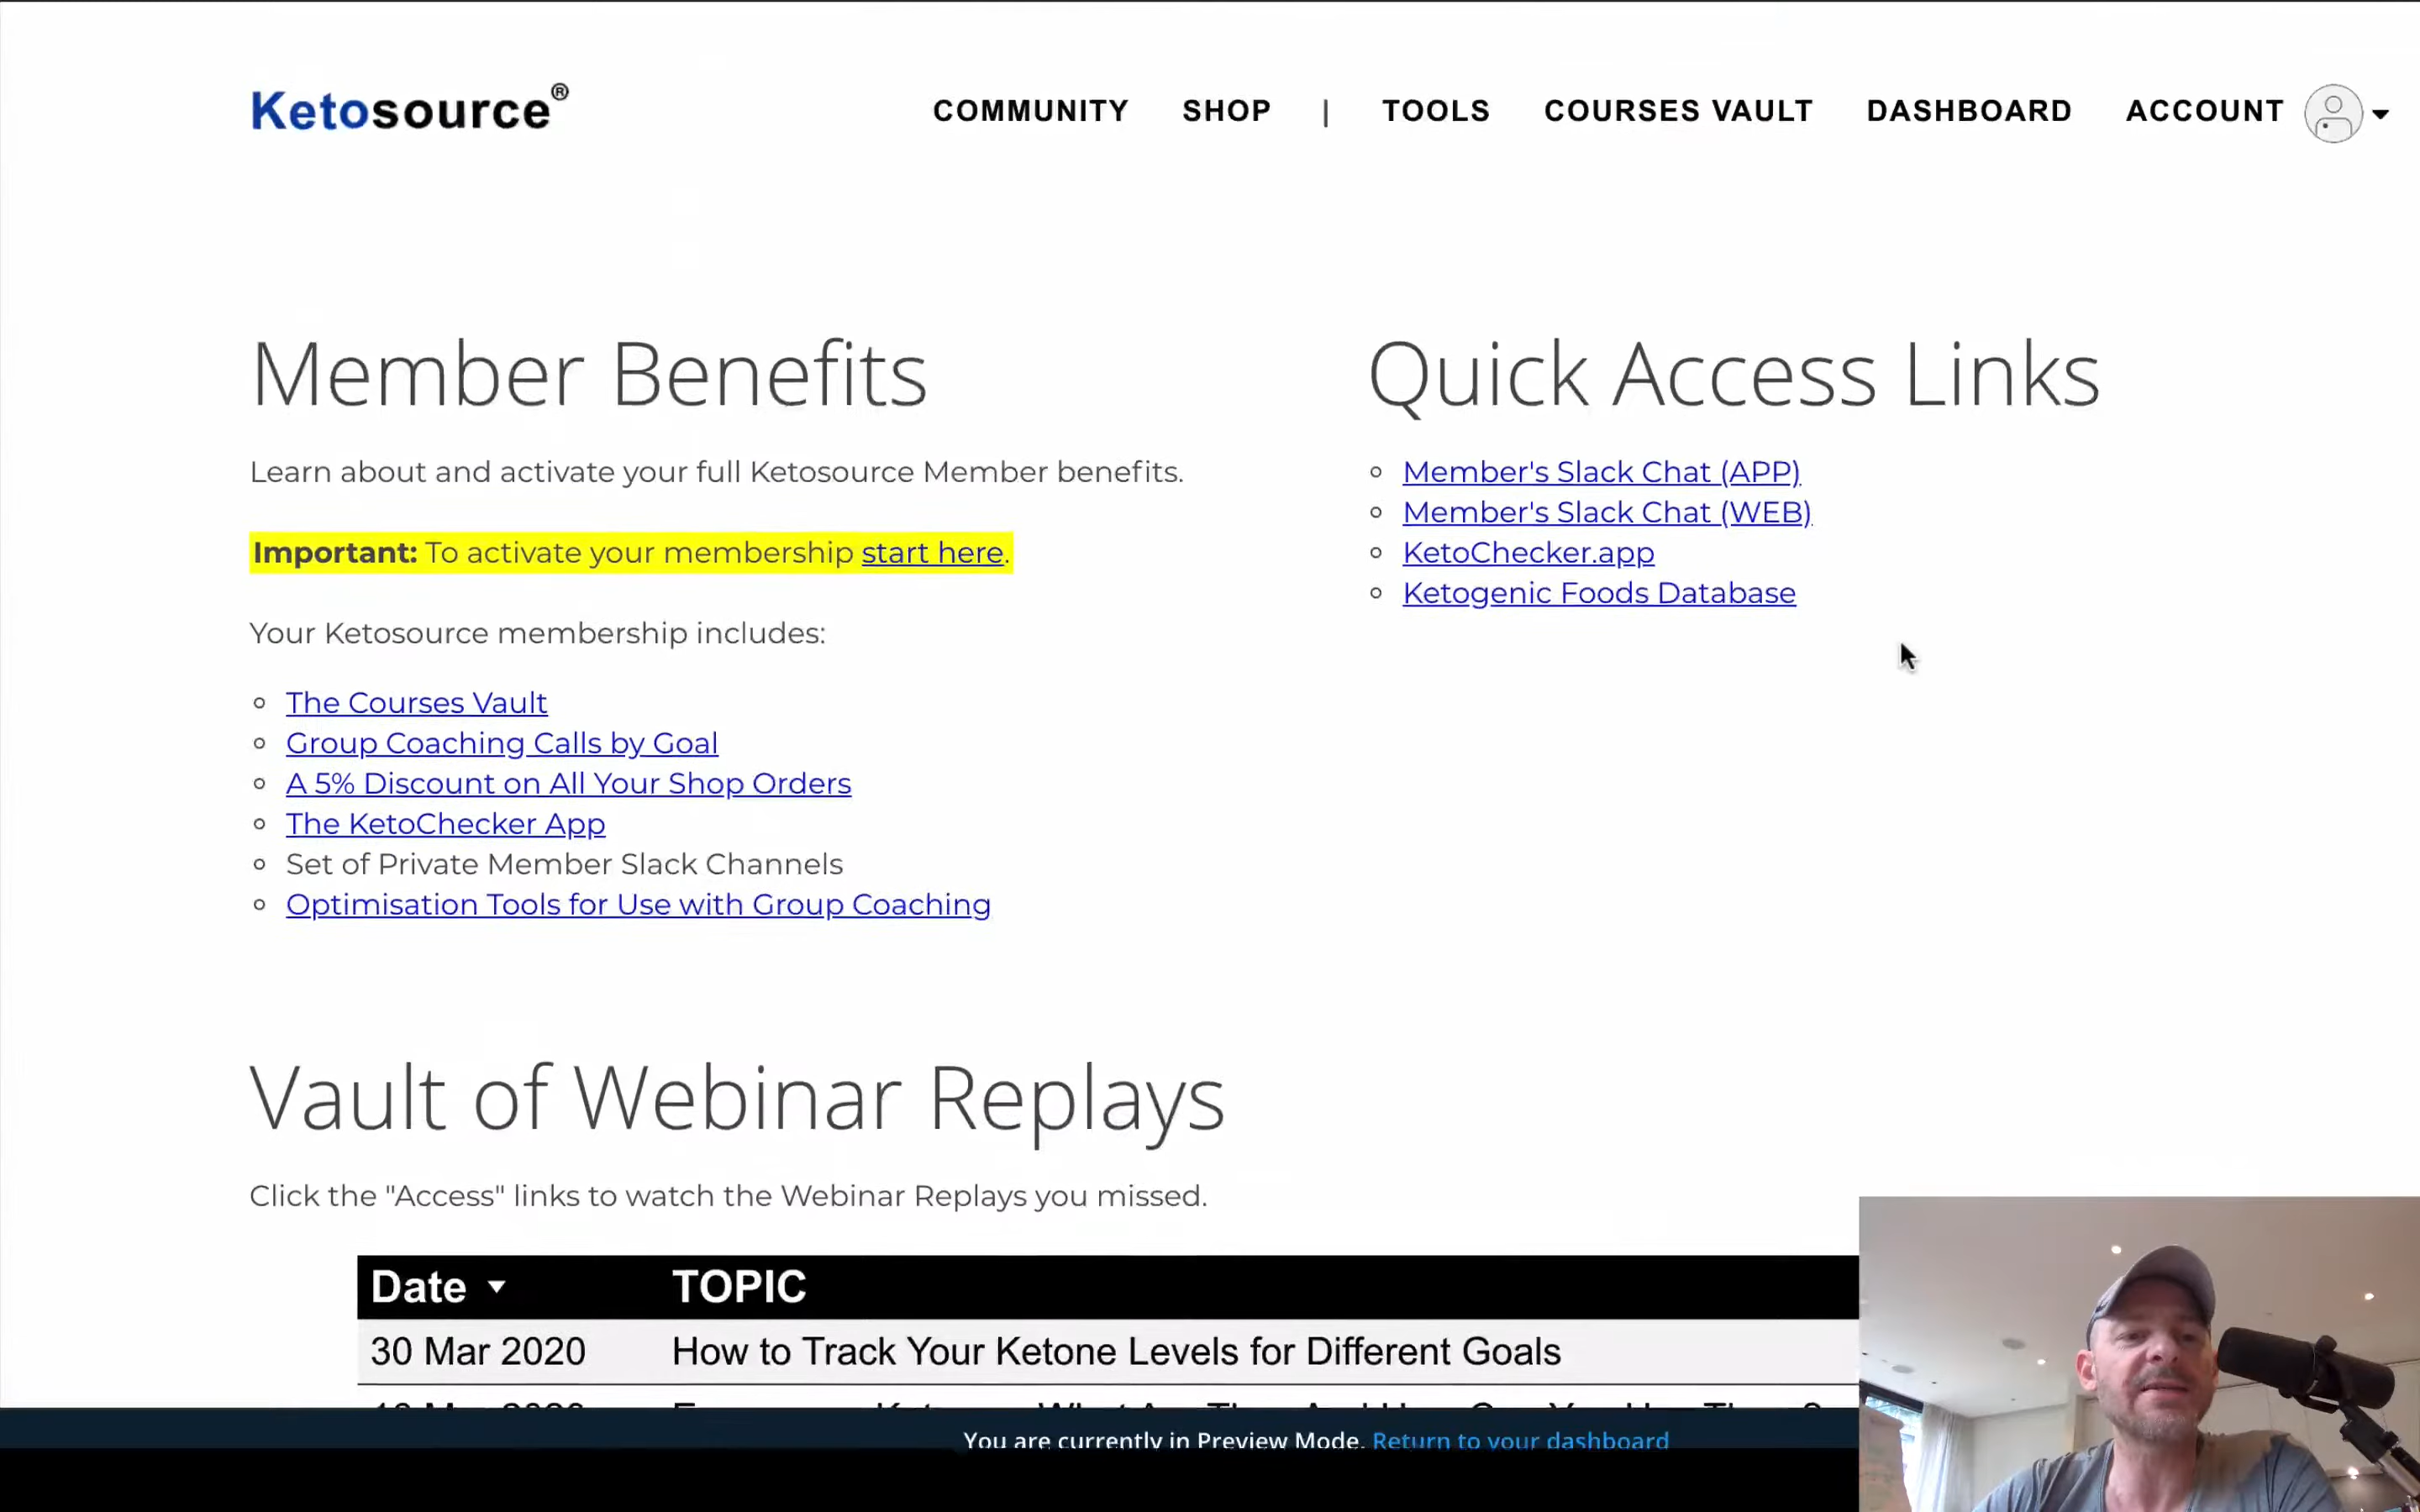 Ketosource®
COMMUNITY SHOP | TOOLS COURSES VAULT DASHBOARD ACCOUNT
Member Benefits
Learn about and activate your full Ketosource Member benefits.
Important: To activate your membership start here.
Your Ketosource membership includes:
The Courses Vault
Group Coaching Calls by Goal
A 5% Discount on All Your Shop Orders
The KetoChecker App
Set of Private Member Slack Channels
Optimisation Tools for Use with Group Coaching
Quick Access Links
Member's Slack Chat (APP)
Member's Slack Chat (WEB)
KetoChecker.app
Ketogenic Foods Database
Vault of Webinar Replays
Click the "Access" links to watch the Webinar Replays you missed.
Date TOPIC
30 Mar 2020 How to Track Your Ketone Levels for Different Goals
You are currently in Preview Mode. Return to your dashboard